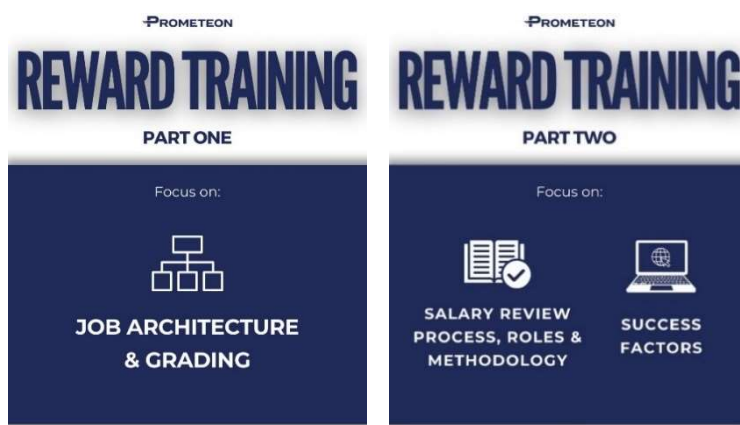 PROMETEON
REWARD TRAINING
PART ONE
Focus on:
JOB ARCHITECTURE
& GRADING
PROMETEON
REWARD TRAINING
PART TWO
Focus on:
SALARY REVIEW
PROCESS, ROLES &
METHODOLOGY
SUCCESS
FACTORS